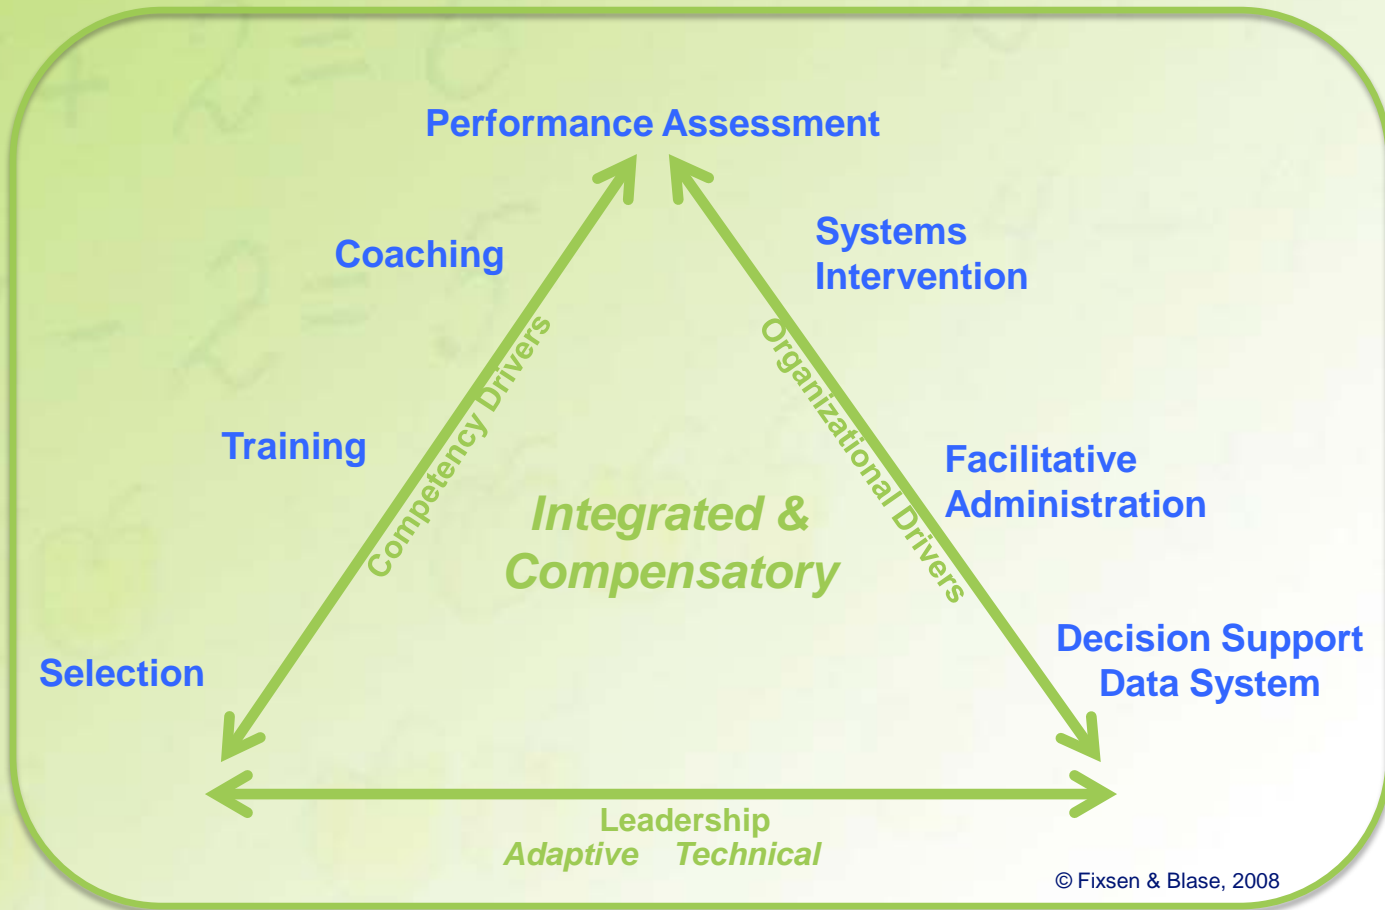 Performance Assessment
Coaching
Systems
Intervention
Competency Drivers
Organizational Drivers
Training
Facilitative
Administration
Integrated &
Compensatory
Selection
Decision Support
Data System
Leadership
Adaptive Technical
© Fixsen & Blase, 2008